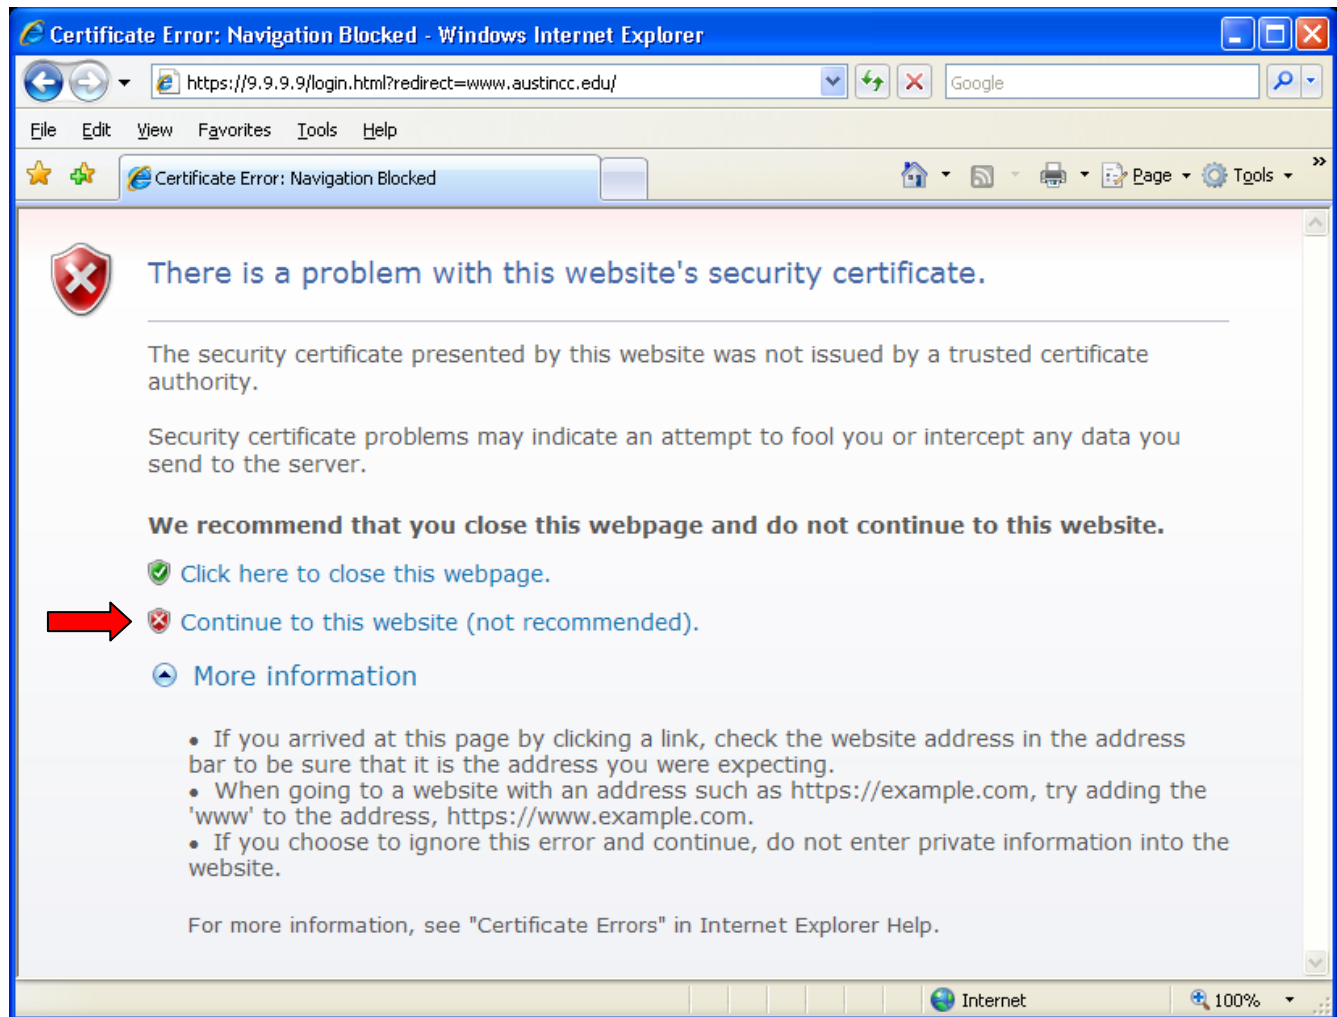 Certificate Error: Navigation Blocked - Windows Internet Explorer
https://9.9.9.9/login.html?redirect=www.austincc.edu/
Google
File Edit View Favorites Tools Help
Certificate Error: Navigation Blocked
Page
Tools
»
There is a problem with this website's security certificate.
The security certificate presented by this website was not issued by a trusted certificate
authority.
Security certificate problems may indicate an attempt to fool you or intercept any data you
send to the server.
We recommend that you close this webpage and do not continue to this website.
Click here to close this webpage.
Continue to this website (not recommended).
More information
• If you arrived at this page by clicking a link, check the website address in the address
bar to be sure that it is the address you were expecting.
• When going to a website with an address such as https://example.com, try adding the
'www' to the address, https://www.example.com.
• If you choose to ignore this error and continue, do not enter private information into the
website.
For more information, see "Certificate Errors" in Internet Explorer Help.
Internet
100%